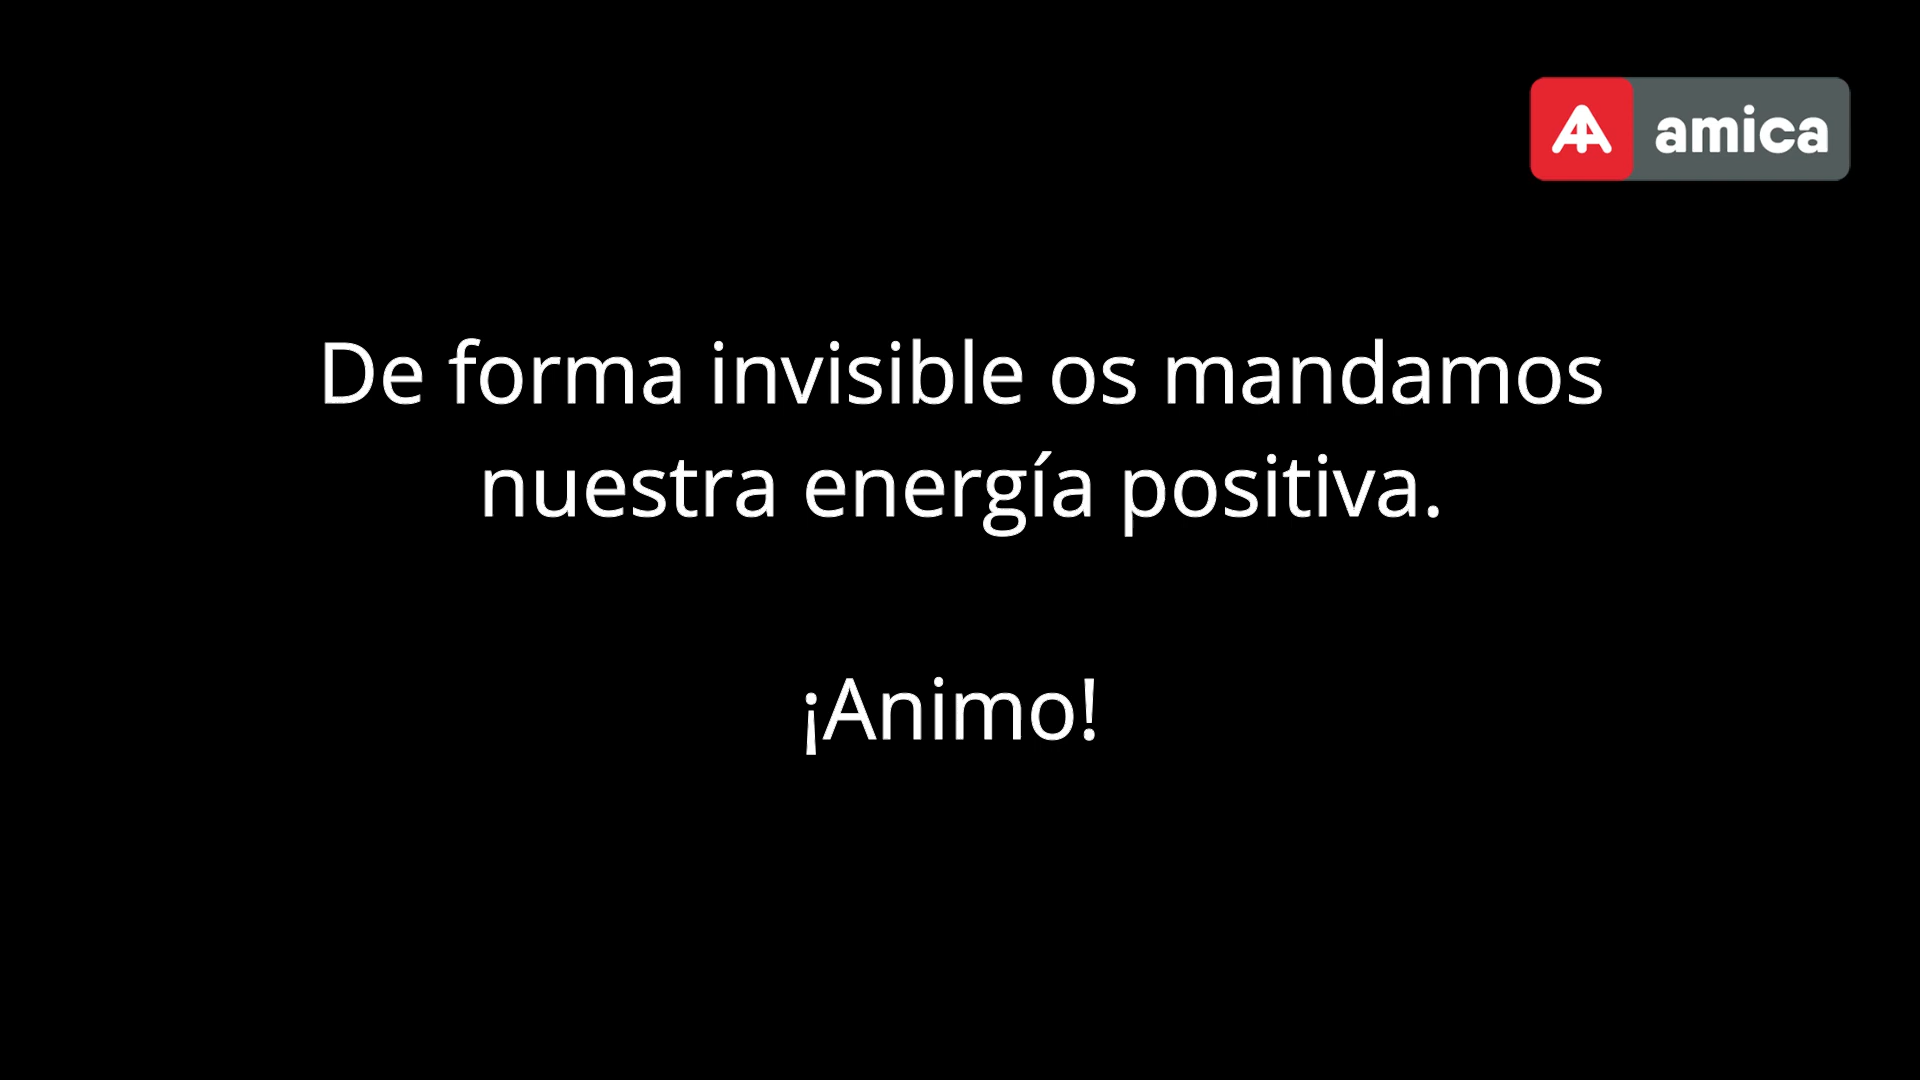 amica
De forma invisible os mandamos
nuestra energía positiva.
¡Animo!